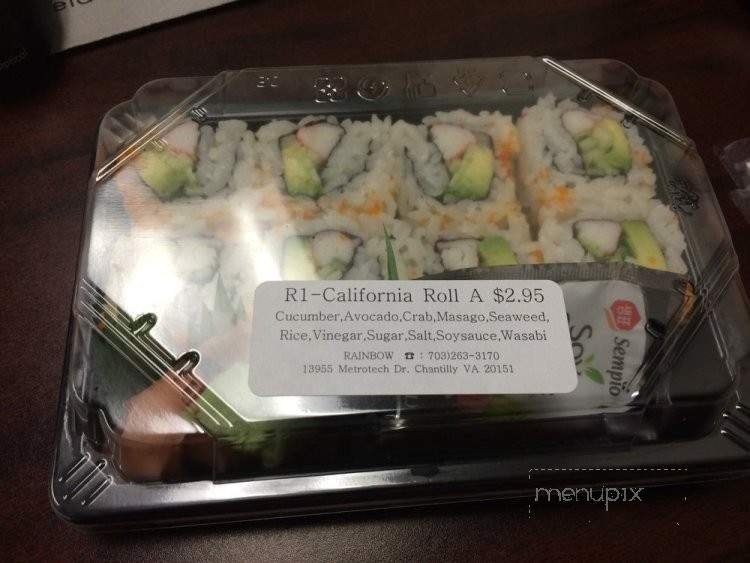 R1-California Roll A $2.95
Cucumber,Avocado,Crab,Masago,Seaweed,
Rice,Vinegar,Sugar,Salt,Soysauce,Wasabi
RAINBOW ☎ : 703)263-3170
13955 Metrotech Dr. Chantilly VA 20151
Sempio
menupix